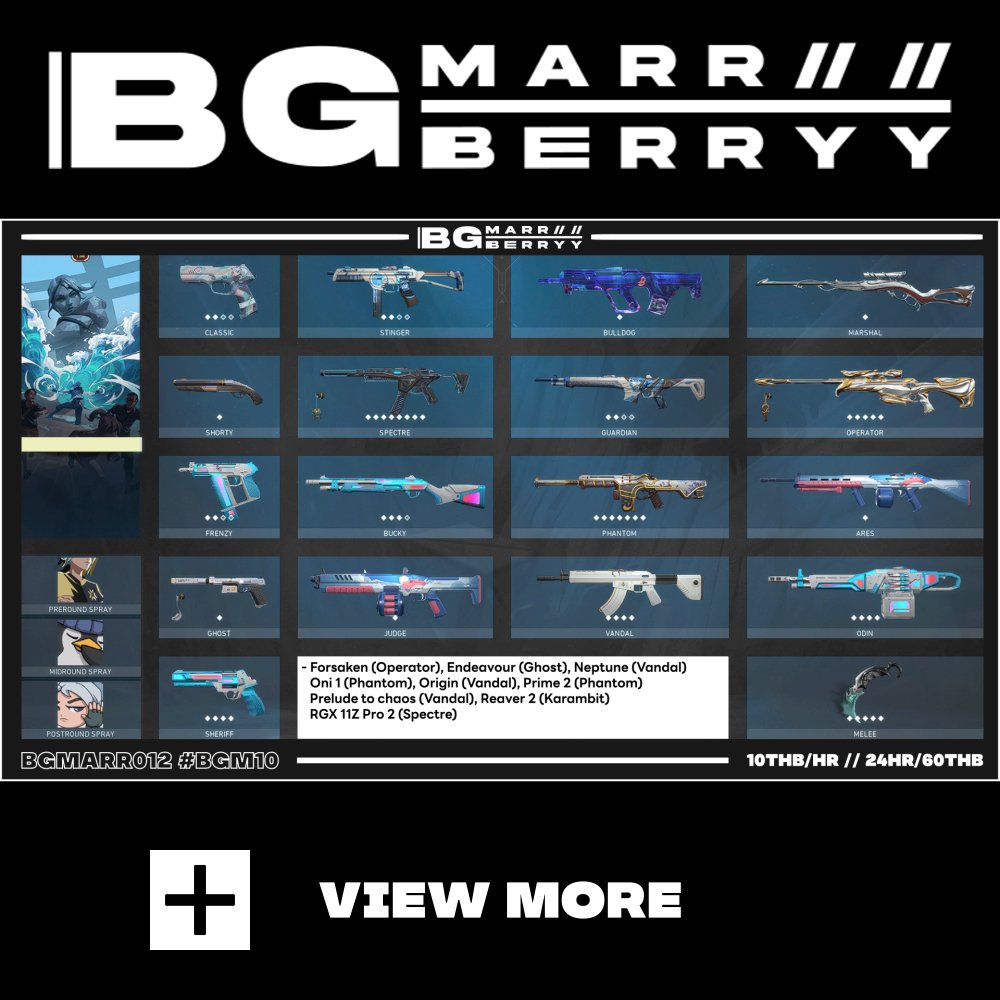 BG MARR// //
BERRYY
BG MARR// //
BERRYY
CLASSIC
STINGER
BULLDOG
MARSHAL
SHORTY
SPECTRE
GUARDIAN
OPERATOR
FRENZY
BUCKY
PHANTOM
ARES
PREROUND SPRAY
GHOST
JUDGE
VANDAL
ODIN
MIDROUND SPRAY
- Forsaken (Operator), Endeavour (Ghost), Neptune (Vandal)
Oni 1 (Phantom), Origin (Vandal), Prime 2 (Phantom)
Prelude to chaos (Vandal), Reaver 2 (Karambit)
RGX 11Z Pro 2 (Spectre)
POSTROUND SPRAY
SHERIFF
MELEE
BGMARR012 #BGM10
10THB/HR // 24HR/60THB
VIEW MORE